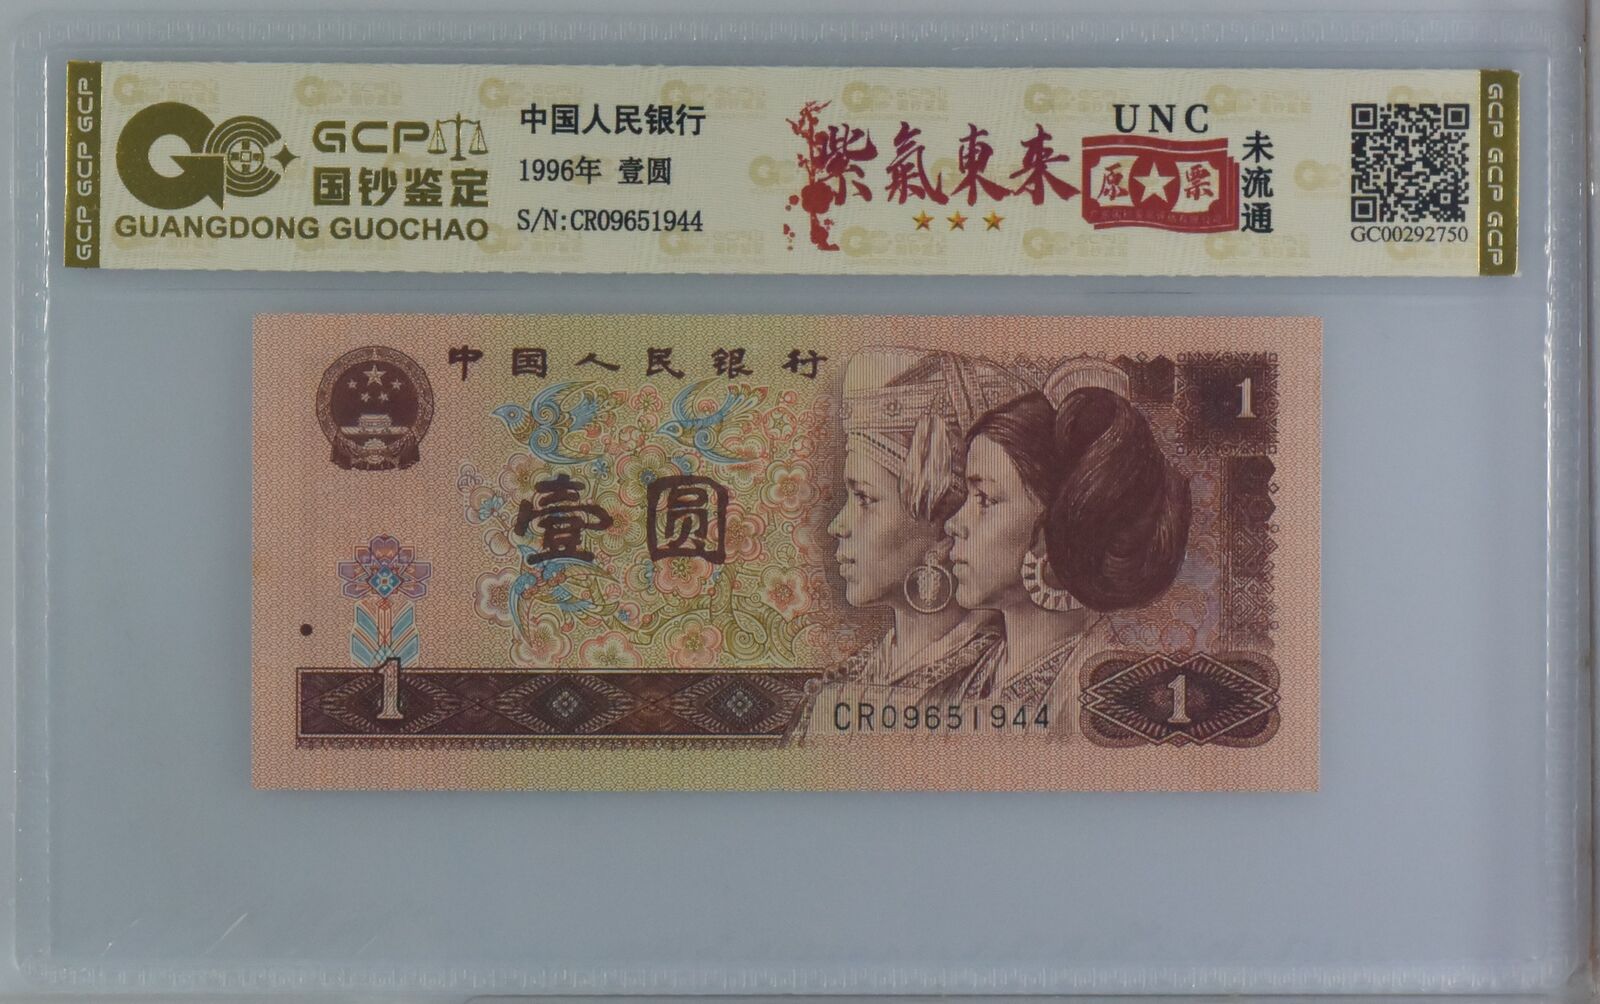 GCP GCP GCP
GCP
国钞鉴定
GUANGDONG GUOCHAO
中国人民银行
1996年 壹圆
S/N:CR09651944
紫氣東来
UNC
原票
未流通
GC00292750
GCP GCP GCP
中国人民银行
1
壹圆
1
CR09651944
1